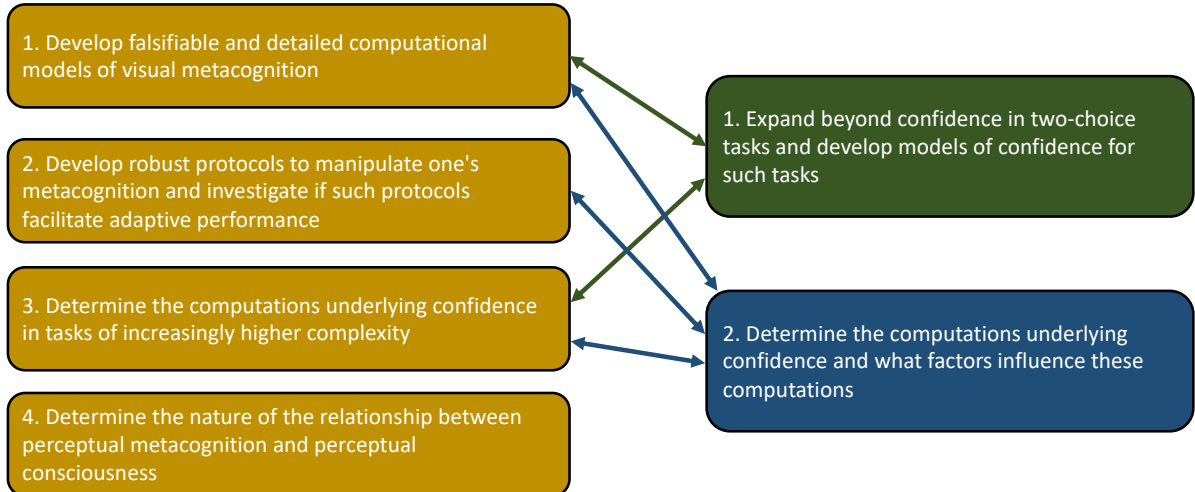 1. Develop falsifiable and detailed computational
models of visual metacognition
2. Develop robust protocols to manipulate one's
metacognition and investigate if such protocols
facilitate adaptive performance
3. Determine the computations underlying confidence
in tasks of increasingly higher complexity
4. Determine the nature of the relationship between
perceptual metacognition and perceptual
consciousness
1. Expand beyond confidence in two-choice
tasks and develop models of confidence for
such tasks
2. Determine the computations underlying
confidence and what factors influence these
computations